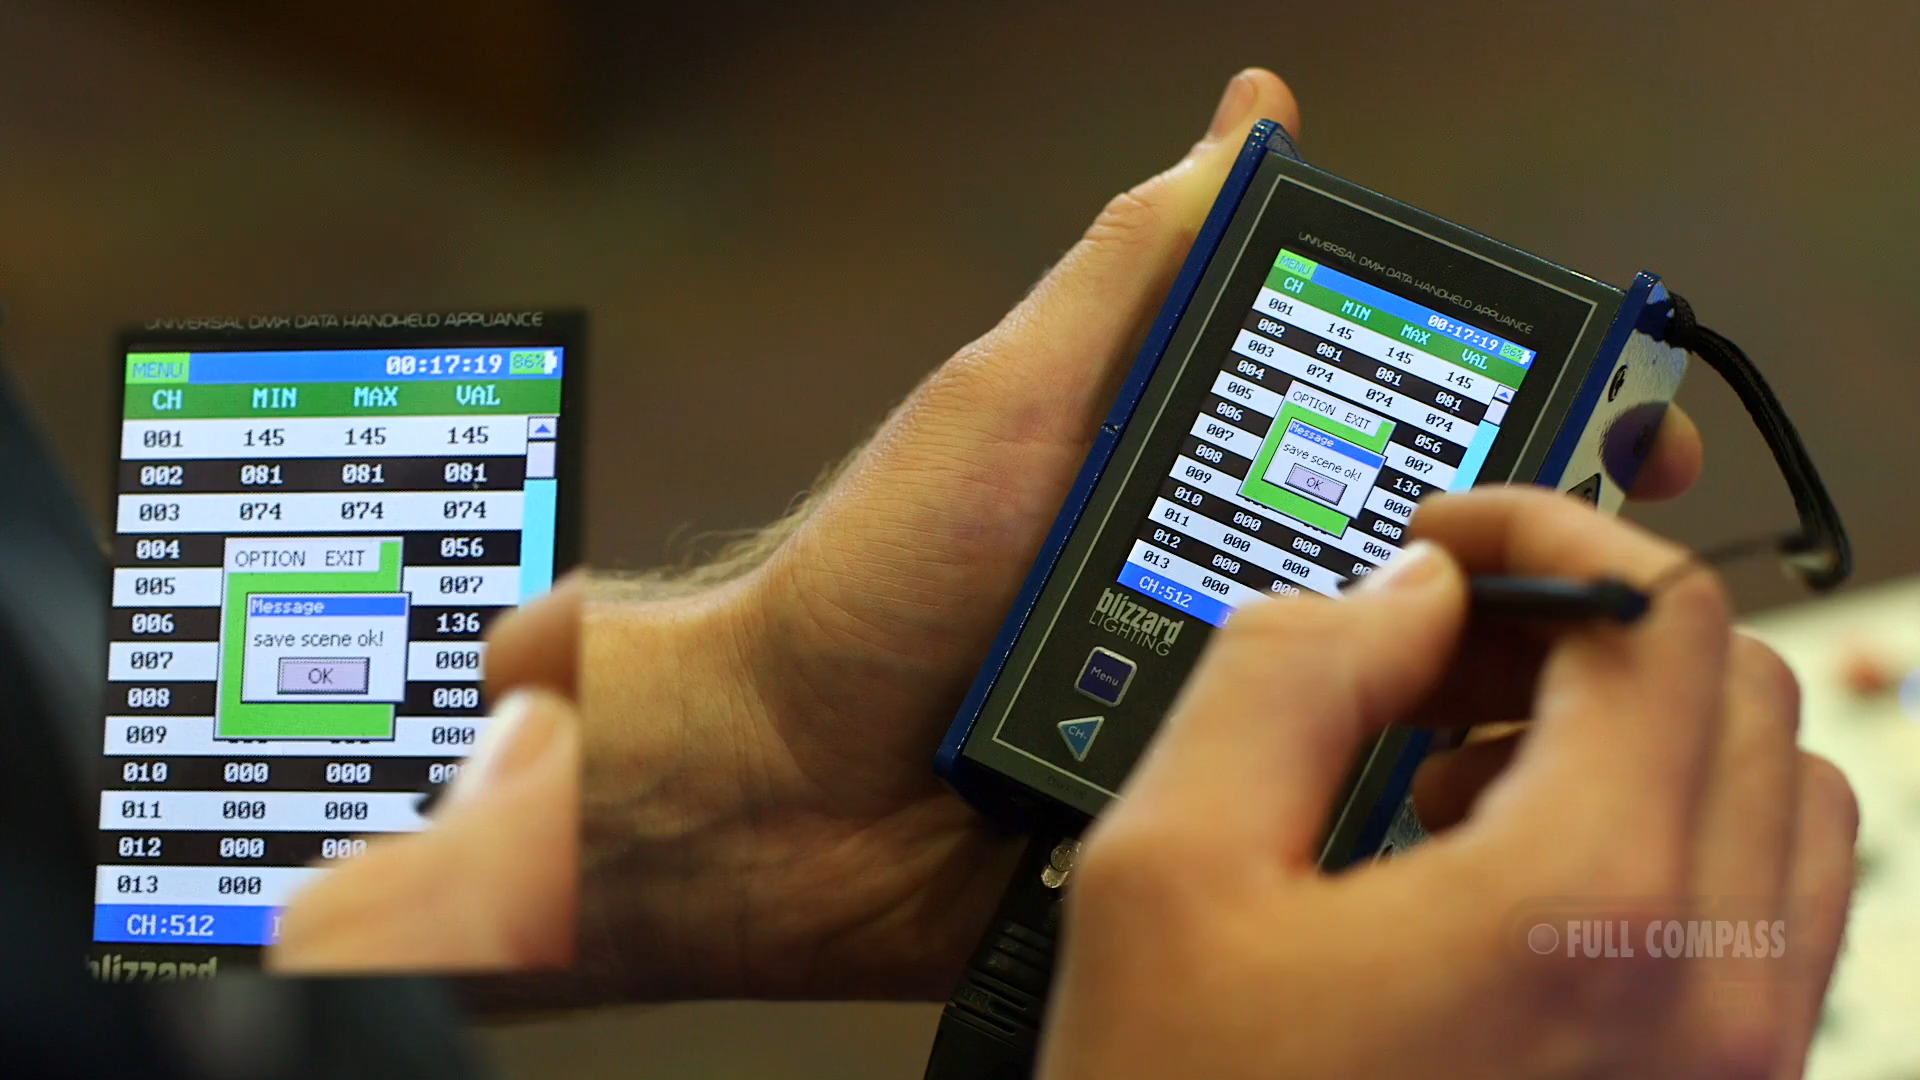 UNIVERSAL DMX DATA HANDHELD APPLIANCE
MENU 00:17:19 86%
CH MIN MAX VAL
001 145 145 145
002 081 081 081
003 074 074 074
004 056
005 007
006 136
007 000
008 000
009 000
010 000 000
011 000 000
012 000 000
013 000
OPTION EXIT
Message
save scene ok!
OK
CH:512
blizzard
UNIVERSAL DMX DATA HANDHELD APPLIANCE
MENU 00:17:19 86%
CH MIN MAX VAL
001 145 145 145
002 081 081 081
003 074 074 074
004 056
005 007
006 136
007 000
008 000
009 000
010 000 000
011 000 000
012 000 000
013 000
OPTION EXIT
Message
save scene ok!
OK
CH:512
blizzard
LIGHTING
Menu
CH-
FULL COMPASS